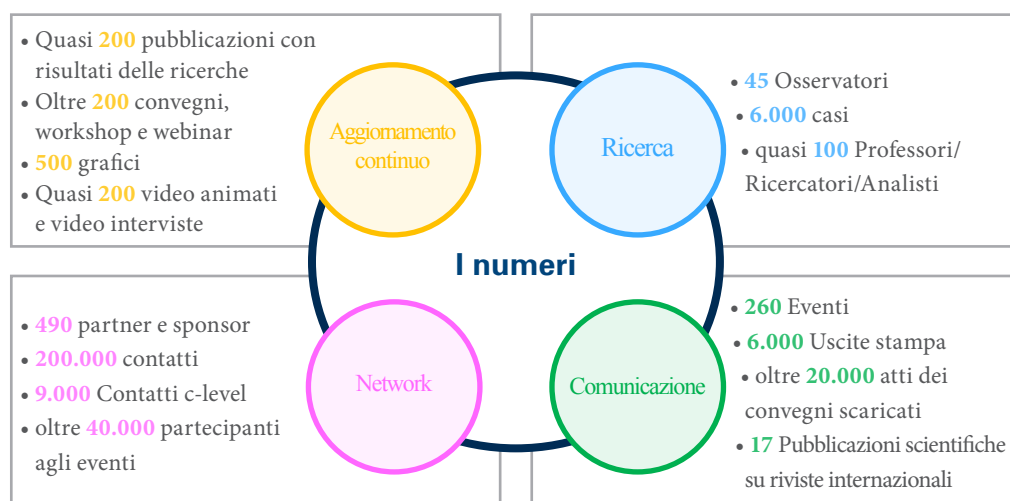 • Quasi 200 pubblicazioni con
risultati delle ricerche
• Oltre 200 convegni,
workshop e webinar
• 500 grafici
• Quasi 200 video animati
e video interviste
Aggiornamento
continuo
Ricerca
• 45 Osservatori
• 6.000 casi
• quasi 100 Professori/
Ricercatori/Analisti
I numeri
• 490 partner e sponsor
• 200.000 contatti
• 9.000 Contatti c-level
• oltre 40.000 partecipanti
agli eventi
Network
Comunicazione
• 260 Eventi
• 6.000 Uscite stampa
• oltre 20.000 atti dei
convegni scaricati
• 17 Pubblicazioni scientifiche
su riviste internazionali